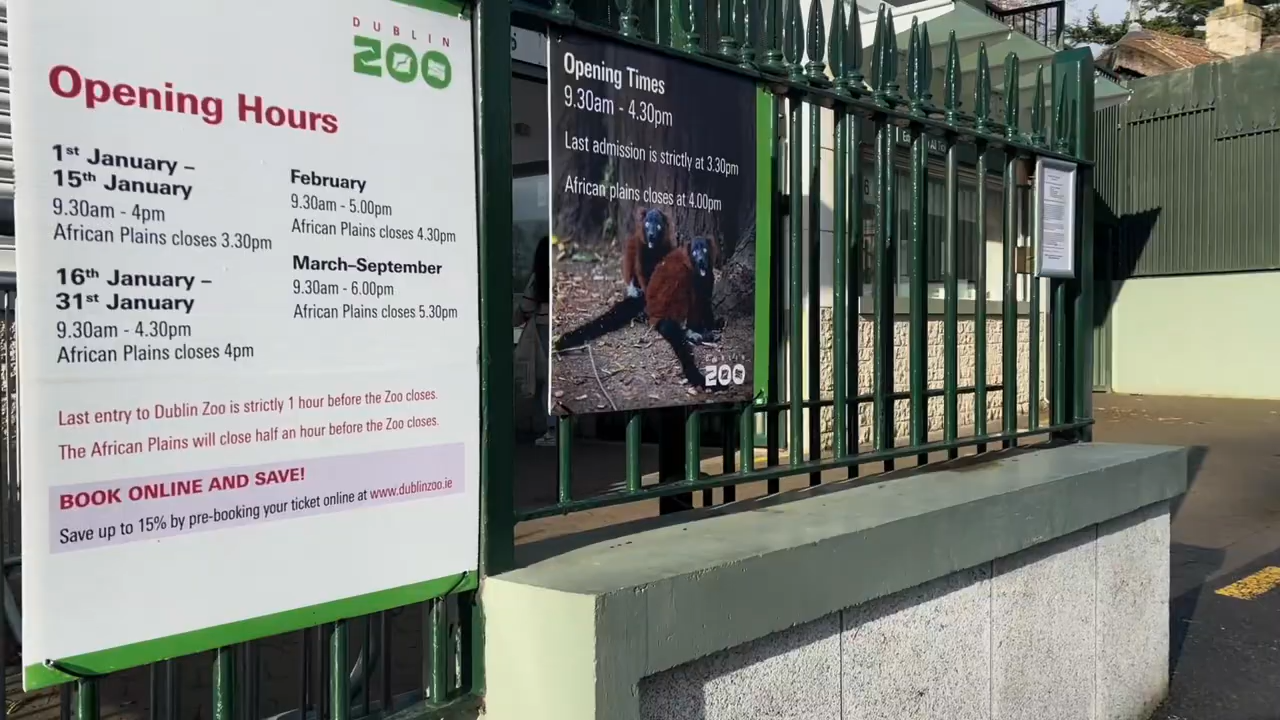 DUBLIN
ZOO
Opening Hours
1st January –
15th January
9.30am - 4pm
African Plains closes 3.30pm
16th January –
31st January
9.30am - 4.30pm
African Plains closes 4pm
February
9.30am - 5.00pm
African Plains closes 4.30pm
March–September
9.30am - 6.00pm
African Plains closes 5.30pm
Last entry to Dublin Zoo is strictly 1 hour before the Zoo closes.
The African Plains will close half an hour before the Zoo closes.
BOOK ONLINE AND SAVE!
Save up to 15% by pre-booking your ticket online at www.dublinzoo.ie
Opening Times
9.30am - 4.30pm
Last admission is strictly at 3.30pm
African plains closes at 4.00pm
DUBLIN
ZOO